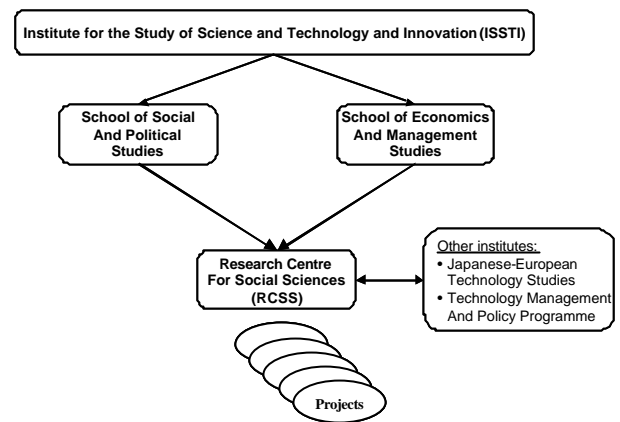 Institute for the Study of Science and Technology and Innovation (ISSTI)
School of Social
And Political
Studies
School of Economics
And Management
Studies
Research Centre
For Social Sciences
(RCSS)
Other institutes:
• Japanese-European
Technology Studies
• Technology Management
And Policy Programme
Projects